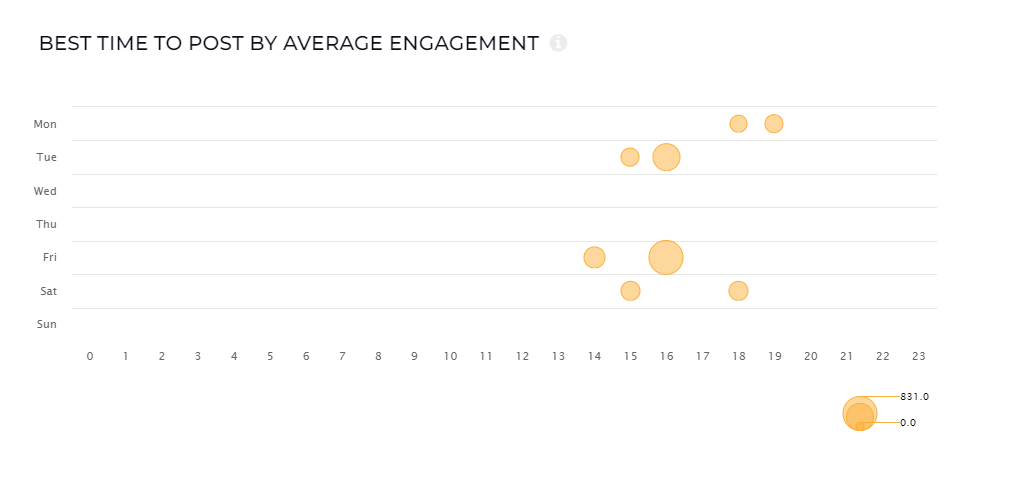 BEST TIME TO POST BY AVERAGE ENGAGEMENT i
Mon
Tue
Wed
Thu
Fri
Sat
Sun
0 1 2 3 4 5 6 7 8 9 10 11 12 13 14 15 16 17 18 19 20 21 22 23
831.0
0.0